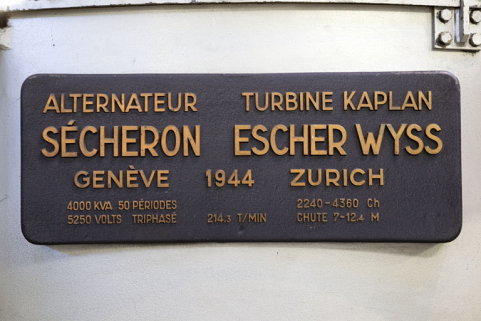 ALTERNATEUR TURBINE KAPLAN
SÉCHERON ESCHER WYSS
GENÈVE 1944 ZURICH
4000 KVA 50 PÉRIODES 2240-4360 Ch
5250 VOLTS TRIPHASÉ 214.3 T/MIN CHUTE 7-12.4 M